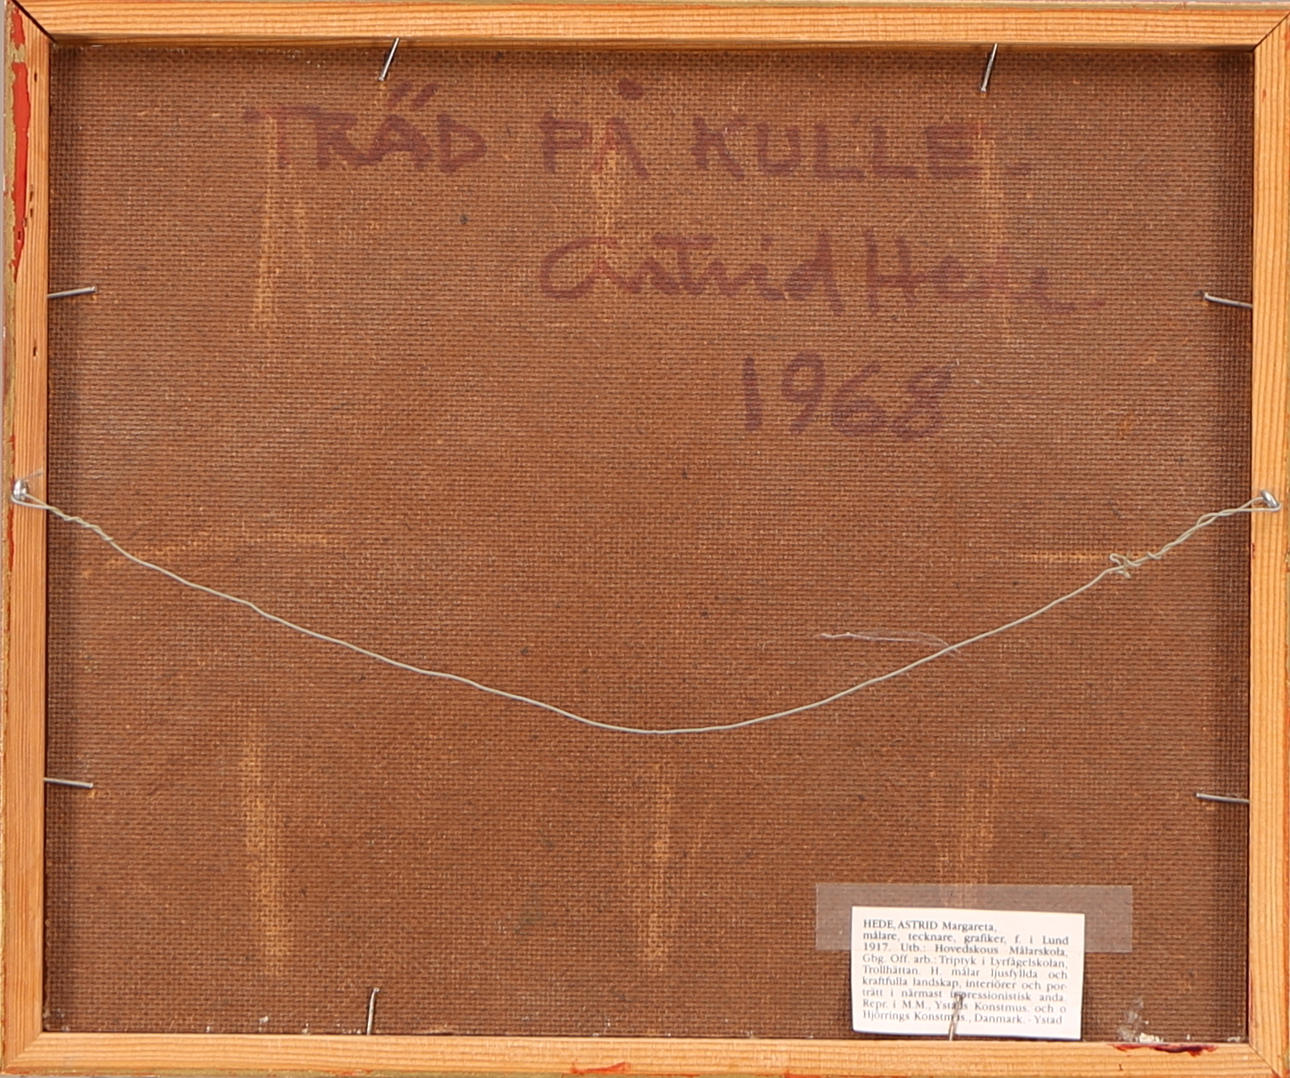 TRÄD PÅ KULLE.
Astrid Hede
1968
HEDE, ASTRID Margareta,
målare, tecknare, grafiker, f. i Lund
1917. Utb.: Hovedskous Målarskola,
Gbg. Off. arb.: Triptyk i Lyrfågelskolan,
Trollhättan. H. målar ljusfyllda och
kraftfulla landskap, interiörer och por-
trätt i närmast impressionistisk anda.
Repr. i M.M., Ystads Konstmus. och o
Hjörrings Konstmus., Danmark. - Ystad